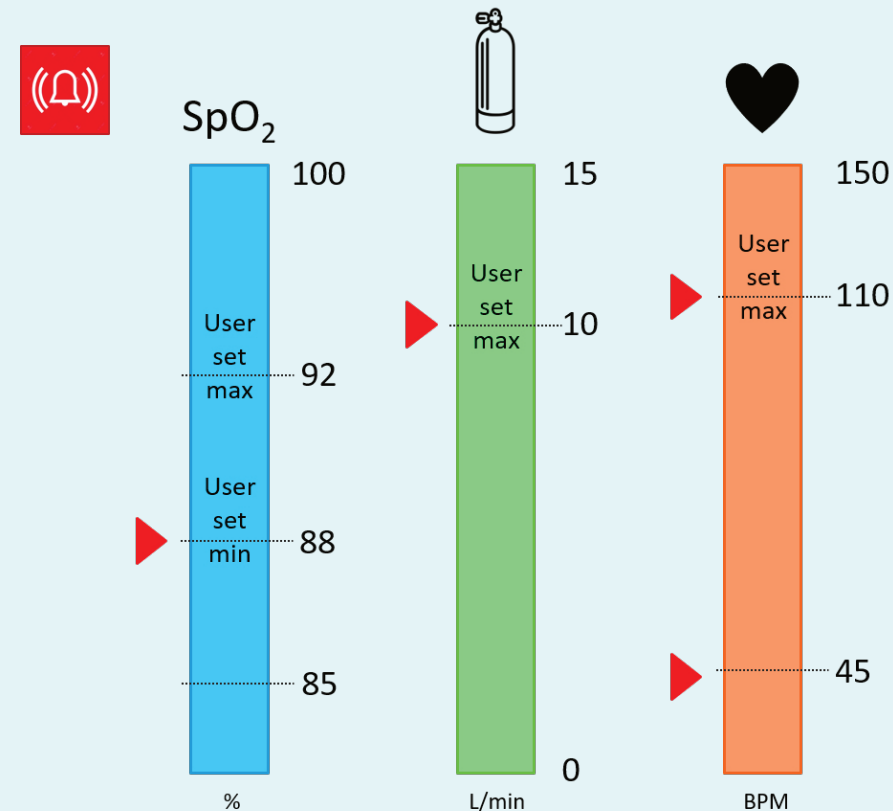 SpO₂
100
User
set
max
92
User
set
min
88
85
%
15
User
set
max
10
0
L/min
150
User
set
max
110
45
BPM